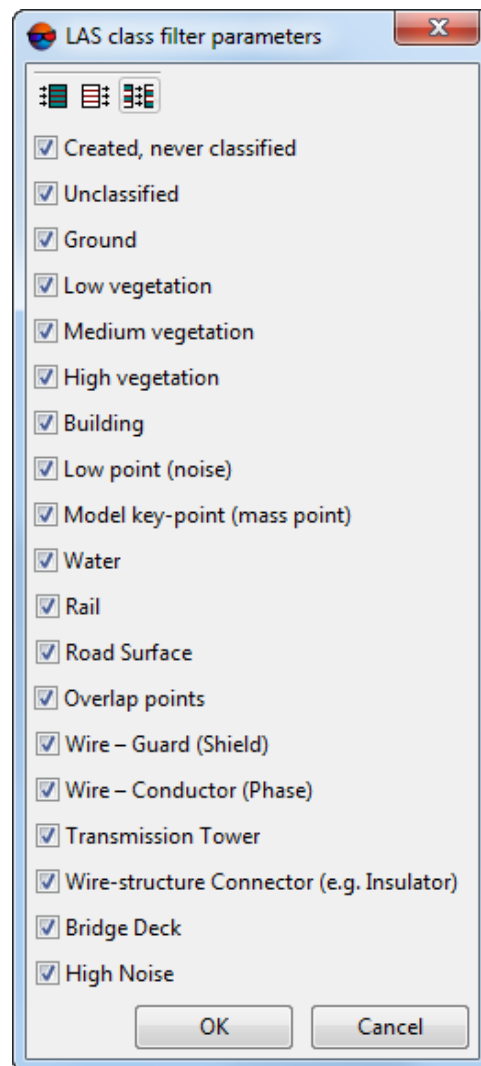 LAS class filter parameters
Created, never classified
Unclassified
Ground
Low vegetation
Medium vegetation
High vegetation
Building
Low point (noise)
Model key-point (mass point)
Water
Rail
Road Surface
Overlap points
Wire – Guard (Shield)
Wire – Conductor (Phase)
Transmission Tower
Wire-structure Connector (e.g. Insulator)
Bridge Deck
High Noise
OK Cancel